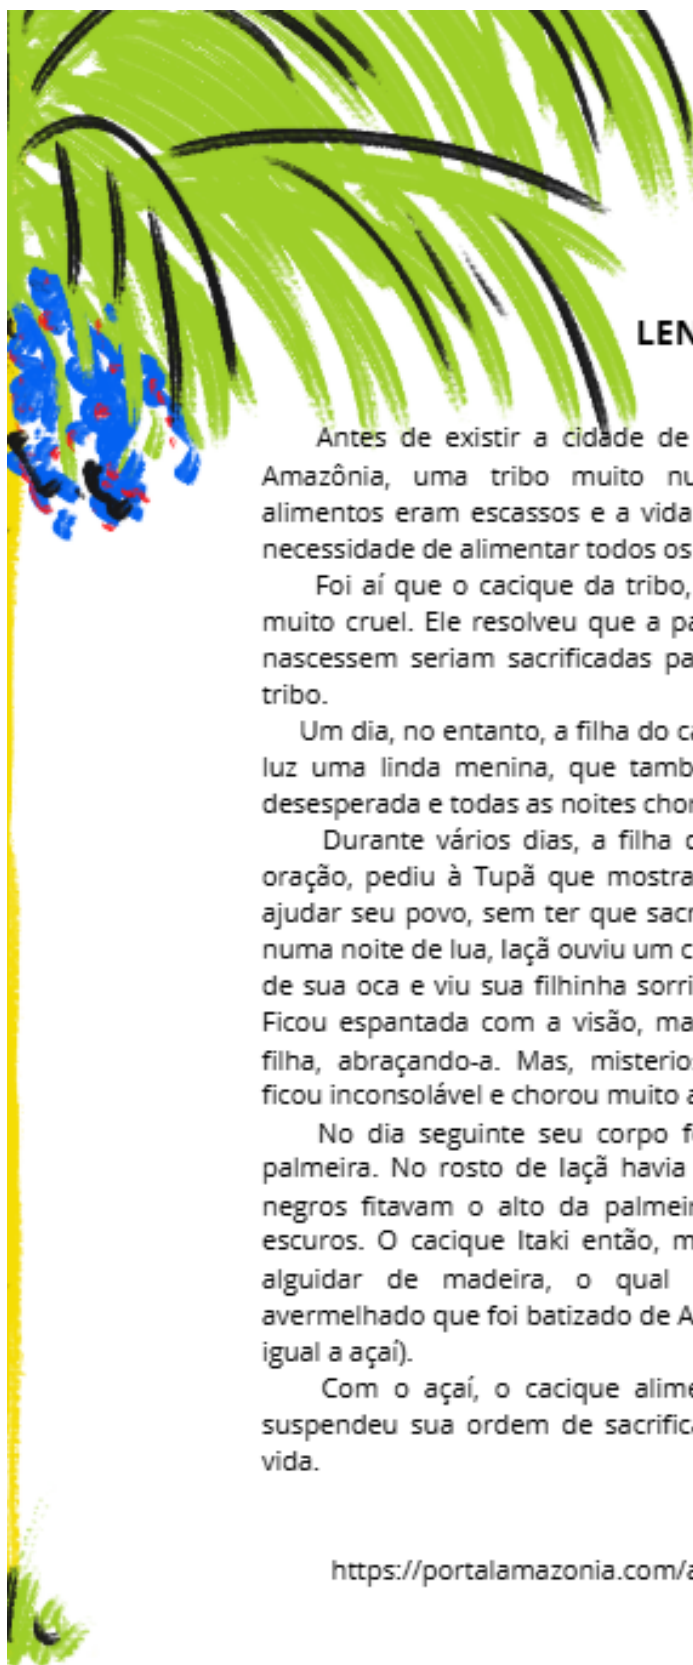 LEN
Antes de existir a cidade de
Amazônia, uma tribo muito nu
alimentos eram escassos e a vida
necessidade de alimentar todos os
Foi aí que o cacique da tribo,
muito cruel. Ele resolveu que a pa
nascessem seriam sacrificadas pa
tribo.
Um dia, no entanto, a filha do ca
luz uma linda menina, que tamb
desesperada e todas as noites chor
Durante vários dias, a filha d
oração, pediu à Tupã que mostra
ajudar seu povo, sem ter que sacr
numa noite de lua, Iaçã ouviu um c
de sua oca e viu sua filhinha sorri
Ficou espantada com a visão, ma
filha, abraçando-a. Mas, misterios
ficou inconsolável e chorou muito a
No dia seguinte seu corpo f
palmeira. No rosto de Iaçã havia
negros fitavam o alto da palmeir
escuros. O cacique Itaki então, m
alguidar de madeira, o qual
avermelhado que foi batizado de A
igual a açaí).
Com o açaí, o cacique alime
suspendeu sua ordem de sacrifica
vida.
https://portalamazonia.com/a